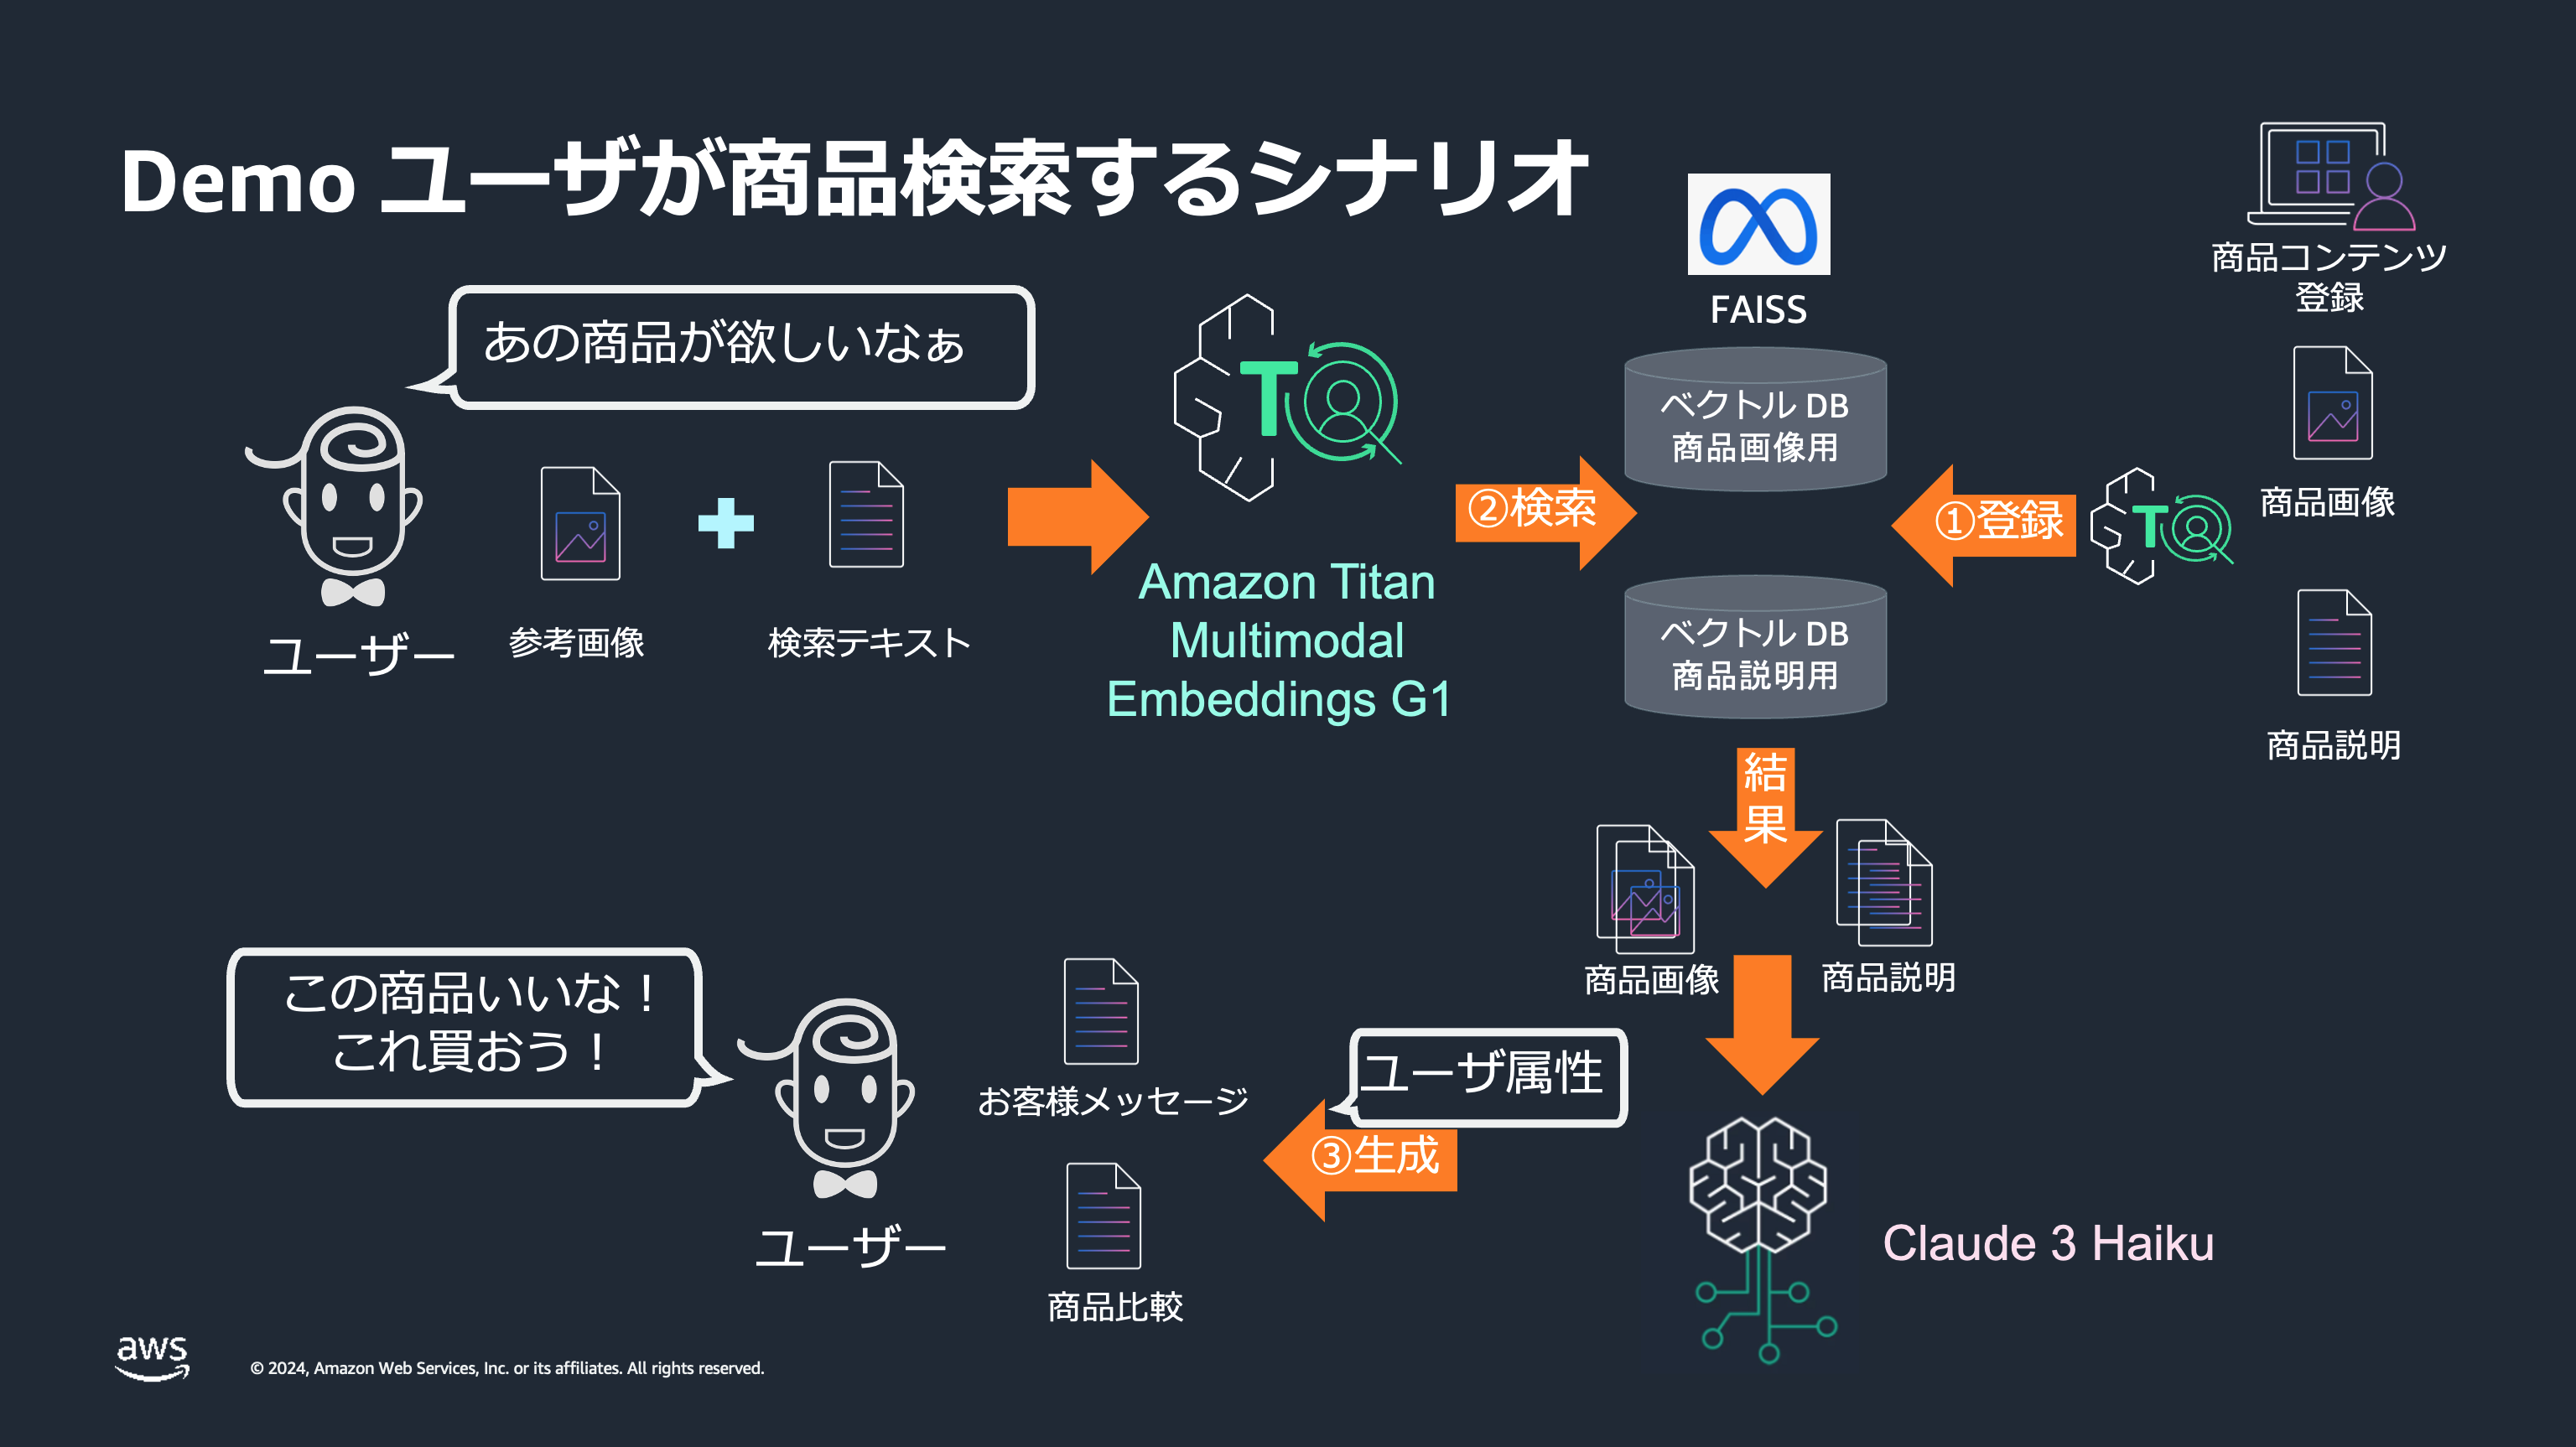 Demo ユーザが商品検索するシナリオ
あの商品が欲しいなぁ
ユーザー
参考画像
検索テキスト
Amazon Titan
Multimodal
Embeddings G1
②検索
FAISS
ベクトル DB
商品画像用
ベクトル DB
商品説明用
①登録
商品コンテンツ
登録
商品画像
商品説明
結
果
商品画像
商品説明
Claude 3 Haiku
ユーザ属性
③生成
お客様メッセージ
商品比較
ユーザー
この商品いいな！
これ買おう！
aws
© 2024, Amazon Web Services, Inc. or its affiliates. All rights reserved.